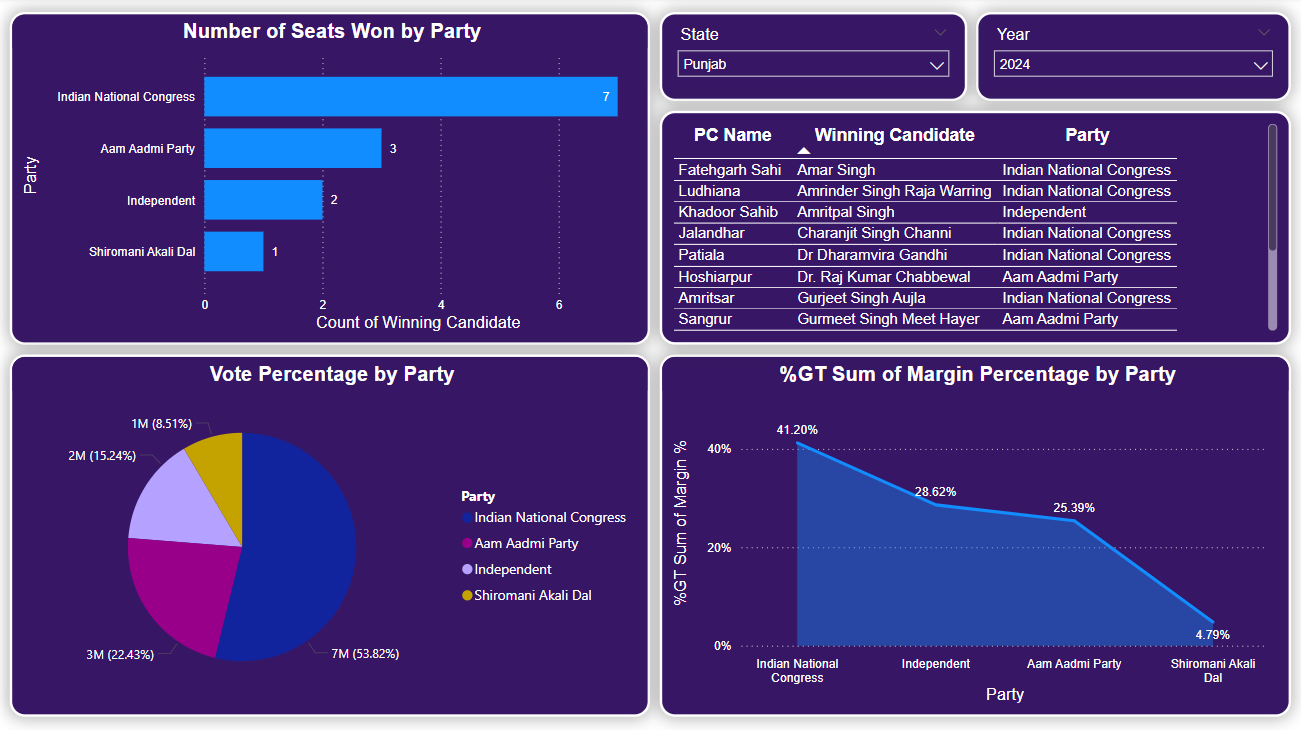 Number of Seats Won by Party
Party
Indian National Congress
7
Aam Aadmi Party
3
Independent
2
Shiromani Akali Dal
1
0 2 4 6
Count of Winning Candidate
State
Punjab
Year
2024
PC Name Winning Candidate Party
Fatehgarh Sahi Amar Singh Indian National Congress
Ludhiana Amrinder Singh Raja Warring Indian National Congress
Khadoor Sahib Amritpal Singh Independent
Jalandhar Charanjit Singh Channi Indian National Congress
Patiala Dr Dharamvira Gandhi Indian National Congress
Hoshiarpur Dr. Raj Kumar Chabbewal Aam Aadmi Party
Amritsar Gurjeet Singh Aujla Indian National Congress
Sangrur Gurmeet Singh Meet Hayer Aam Aadmi Party
Vote Percentage by Party
1M (8.51%)
2M (15.24%)
3M (22.43%)
7M (53.82%)
Party
Indian National Congress
Aam Aadmi Party
Independent
Shiromani Akali Dal
%GT Sum of Margin Percentage by Party
%GT Sum of Margin %
40%
20%
0%
41.20%
28.62%
25.39%
4.79%
Indian National
Congress
Independent
Aam Aadmi Party
Shiromani Akali
Dal
Party